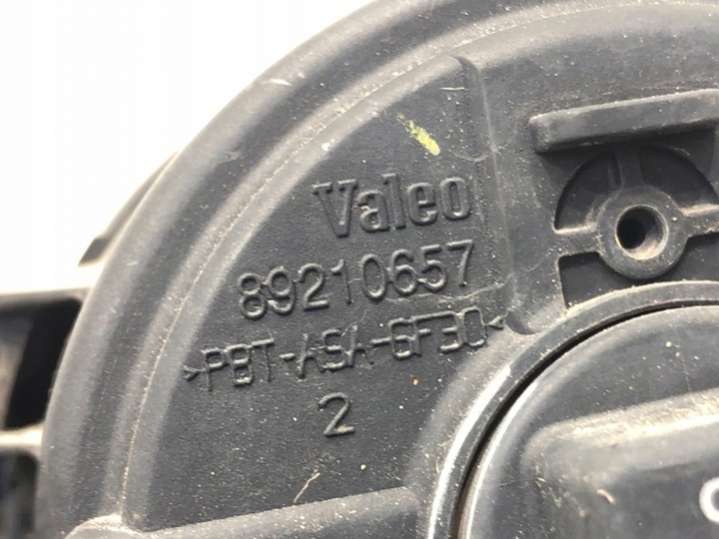 Valeo
89210657
>PBT-ASA-GF30<
2